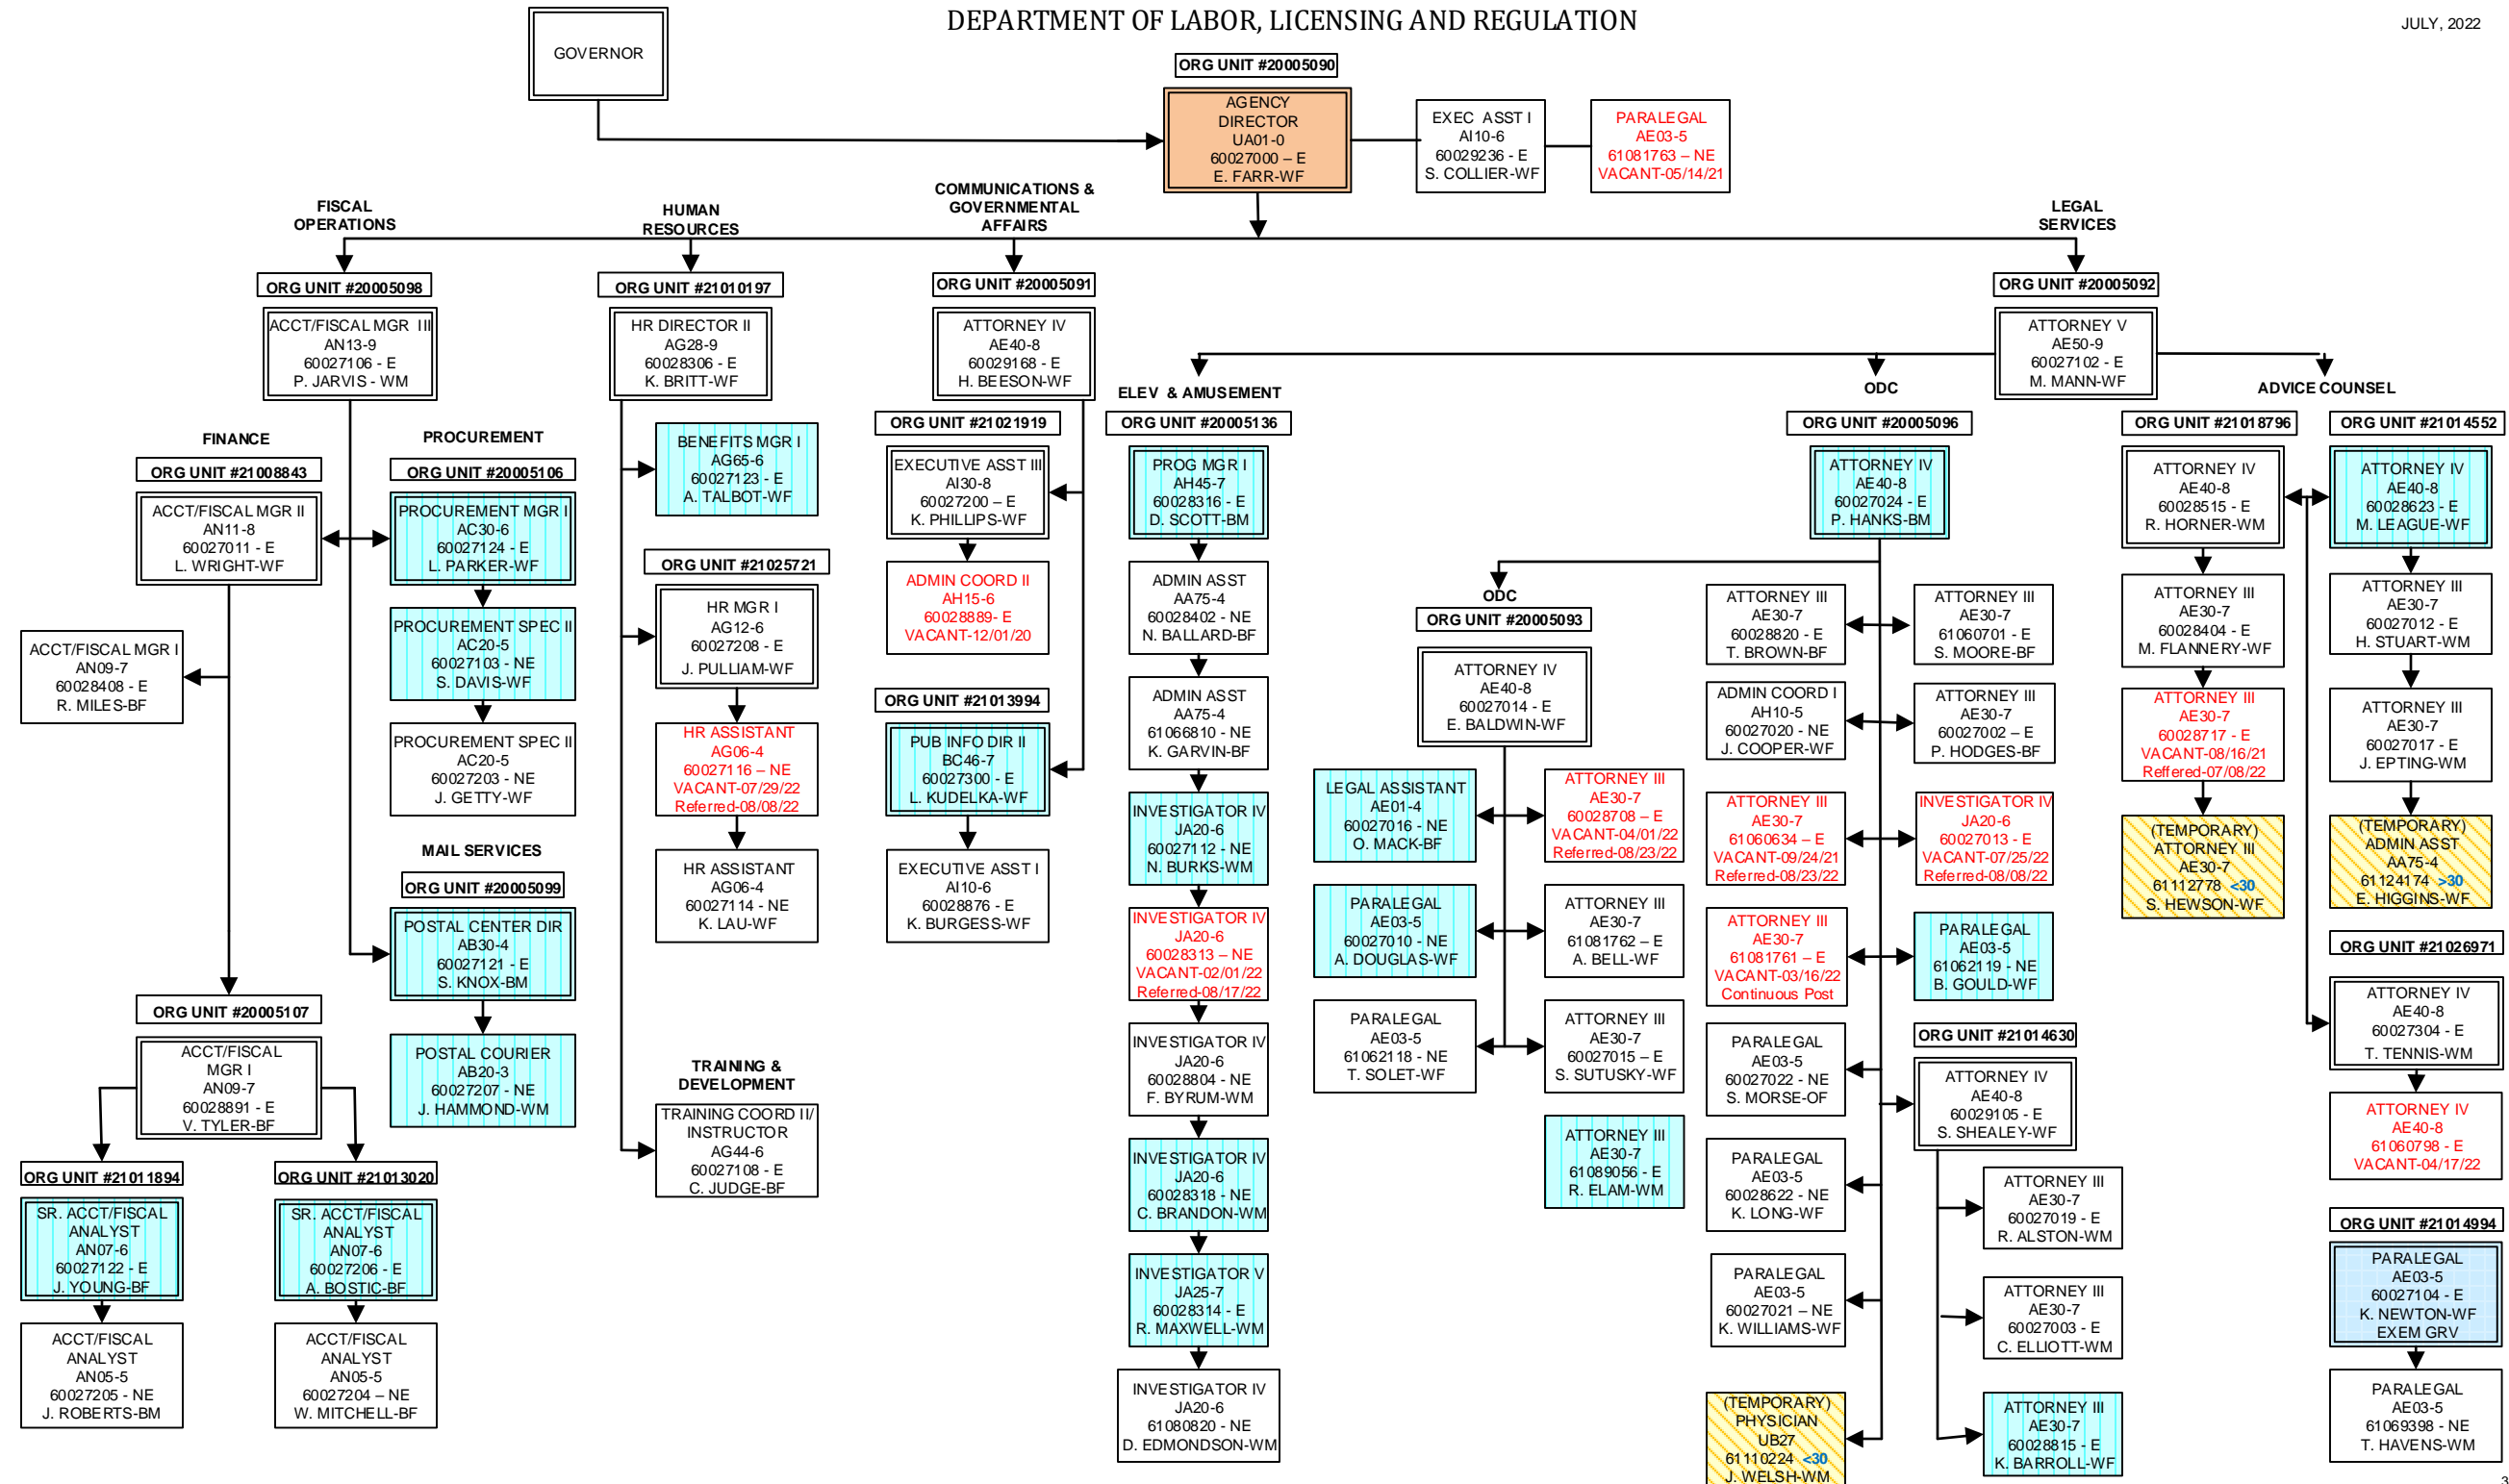 DEPARTMENT OF LABOR, LICENSING AND REGULATION
JULY, 2022
GOVERNOR
ORG UNIT #20005090
AGENCY
DIRECTOR
UA01-0
60027000 – E
E. FARR-WF
EXEC ASST I
AI10-6
60029236 - E
S. COLLIER-WF
PARALEGAL
AE03-5
61081763 – NE
VACANT-05/14/21
FISCAL
OPERATIONS
HUMAN
RESOURCES
COMMUNICATIONS &
GOVERNMENTAL
AFFAIRS
LEGAL
SERVICES
ORG UNIT #20005098
ACCT/FISCAL MGR III
AN13-9
60027106 - E
P. JARVIS - WM
FINANCE
ORG UNIT #21008843
ACCT/FISCAL MGR II
AN11-8
60027011 - E
L. WRIGHT-WF
ACCT/FISCAL MGR I
AN09-7
60028408 - E
R. MILES-BF
ORG UNIT #20005107
ACCT/FISCAL
MGR I
AN09-7
60028891 - E
V. TYLER-BF
ORG UNIT #21011894
SR. ACCT/FISCAL
ANALYST
AN07-6
60027122 - E
J. YOUNG-BF
ACCT/FISCAL
ANALYST
AN05-5
60027205 - NE
J. ROBERTS-BM
ORG UNIT #21013020
SR. ACCT/FISCAL
ANALYST
AN07-6
60027206 - E
A. BOSTIC-BF
ACCT/FISCAL
ANALYST
AN05-5
60027204 – NE
W. MITCHELL-BF
PROCUREMENT
ORG UNIT #20005106
PROCUREMENT MGR I
AC30-6
60027124 - E
L. PARKER-WF
PROCUREMENT SPEC II
AC20-5
60027103 - NE
S. DAVIS-WF
PROCUREMENT SPEC II
AC20-5
60027203 - NE
J. GETTY-WF
MAIL SERVICES
ORG UNIT #20005099
POSTAL CENTER DIR
AB30-4
60027121 - E
S. KNOX-BM
POSTAL COURIER
AB20-3
60027207 - NE
J. HAMMOND-WM
ORG UNIT #21010197
HR DIRECTOR II
AG28-9
60028306 - E
K. BRITT-WF
BENEFITS MGR I
AG65-6
60027123 - E
A. TALBOT-WF
ORG UNIT #21025721
HR MGR I
AG12-6
60027208 - E
J. PULLIAM-WF
HR ASSISTANT
AG06-4
60027116 – NE
VACANT-07/29/22
Referred-08/08/22
HR ASSISTANT
AG06-4
60027114 - NE
K. LAU-WF
TRAINING &
DEVELOPMENT
TRAINING COORD II/
INSTRUCTOR
AG44-6
60027108 - E
C. JUDGE-BF
ORG UNIT #20005091
ATTORNEY IV
AE40-8
60029168 - E
H. BEESON-WF
ORG UNIT #21021919
EXECUTIVE ASST III
AI30-8
60027200 – E
K. PHILLIPS-WF
ADMIN COORD II
AH15-6
60028889- E
VACANT-12/01/20
ORG UNIT #21013994
PUB INFO DIR II
BC46-7
60027300 - E
L. KUDELKA-WF
EXECUTIVE ASST I
AI10-6
60028876 - E
K. BURGESS-WF
ORG UNIT #20005092
ATTORNEY V
AE50-9
60027102 - E
M. MANN-WF
ELEV & AMUSEMENT
ORG UNIT #20005136
PROG MGR I
AH45-7
60028316 - E
D. SCOTT-BM
ADMIN ASST
AA75-4
60028402 - NE
N. BALLARD-BF
ADMIN ASST
AA75-4
61066810 - NE
K. GARVIN-BF
INVESTIGATOR IV
JA20-6
60027112 - NE
N. BURKS-WM
INVESTIGATOR IV
JA20-6
60028313 – NE
VACANT-02/01/22
Referred-08/17/22
INVESTIGATOR IV
JA20-6
60028804 - NE
F. BYRUM-WM
INVESTIGATOR IV
JA20-6
60028318 - NE
C. BRANDON-WM
INVESTIGATOR V
JA25-7
60028314 - E
R. MAXWELL-WM
INVESTIGATOR IV
JA20-6
61080820 - NE
D. EDMONDSON-WM
ODC
ORG UNIT #20005096
ATTORNEY IV
AE40-8
60027024 - E
P. HANKS-BM
ODC
ORG UNIT #20005093
ATTORNEY IV
AE40-8
60027014 - E
E. BALDWIN-WF
LEGAL ASSISTANT
AE01-4
60027016 - NE
O. MACK-BF
ATTORNEY III
AE30-7
60028708 – E
VACANT-04/01/22
Referred-08/23/22
PARALEGAL
AE03-5
60027010 - NE
A. DOUGLAS-WF
ATTORNEY III
AE30-7
61081762 – E
A. BELL-WF
PARALEGAL
AE03-5
61062118 - NE
T. SOLET-WF
ATTORNEY III
AE30-7
60027015 – E
S. SUTUSKY-WF
ATTORNEY III
AE30-7
61089056 - E
R. ELAM-WM
ATTORNEY III
AE30-7
60028820 - E
T. BROWN-BF
ATTORNEY III
AE30-7
61060701 - E
S. MOORE-BF
ADMIN COORD I
AH10-5
60027020 - NE
J. COOPER-WF
ATTORNEY III
AE30-7
60027002 – E
P. HODGES-BF
ATTORNEY III
AE30-7
61060634 – E
VACANT-09/24/21
Referred-08/23/22
INVESTIGATOR IV
JA20-6
60027013 - E
VACANT-07/25/22
Referred-08/08/22
ATTORNEY III
AE30-7
61081761 – E
VACANT-03/16/22
Continuous Post
PARALEGAL
AE03-5
61062119 - NE
B. GOULD-WF
PARALEGAL
AE03-5
60027022 - NE
S. MORSE-OF
PARALEGAL
AE03-5
60028622 - NE
K. LONG-WF
PARALEGAL
AE03-5
60027021 – NE
K. WILLIAMS-WF
(TEMPORARY)
PHYSICIAN
UB27
61110224 <30
J. WELSH-WM
ORG UNIT #21014630
ATTORNEY IV
AE40-8
60029105 - E
S. SHEALEY-WF
ATTORNEY III
AE30-7
60027019 - E
R. ALSTON-WM
ATTORNEY III
AE30-7
60027003 - E
C. ELLIOTT-WM
ATTORNEY III
AE30-7
60028815 - E
K. BARROLL-WF
ADVICE COUNSEL
ORG UNIT #21018796
ATTORNEY IV
AE40-8
60028515 - E
R. HORNER-WM
ATTORNEY III
AE30-7
60028404 - E
M. FLANNERY-WF
ATTORNEY III
AE30-7
60028717 - E
VACANT-08/16/21
Reffered-07/08/22
(TEMPORARY)
ATTORNEY III
AE30-7
61112778 <30
S. HEWSON-WF
ORG UNIT #21014552
ATTORNEY IV
AE40-8
60028623 - E
M. LEAGUE-WF
ATTORNEY III
AE30-7
60027012 - E
H. STUART-WM
ATTORNEY III
AE30-7
60027017 - E
J. EPTING-WM
(TEMPORARY)
ADMIN ASST
AA75-4
61124174 >30
E. HIGGINS-WF
ORG UNIT #21026971
ATTORNEY IV
AE40-8
60027304 - E
T. TENNIS-WM
ATTORNEY IV
AE40-8
61060798 - E
VACANT-04/17/22
ORG UNIT #21014994
PARALEGAL
AE03-5
60027104 - E
K. NEWTON-WF
EXEM GRV
PARALEGAL
AE03-5
61069398 - NE
T. HAVENS-WM
3